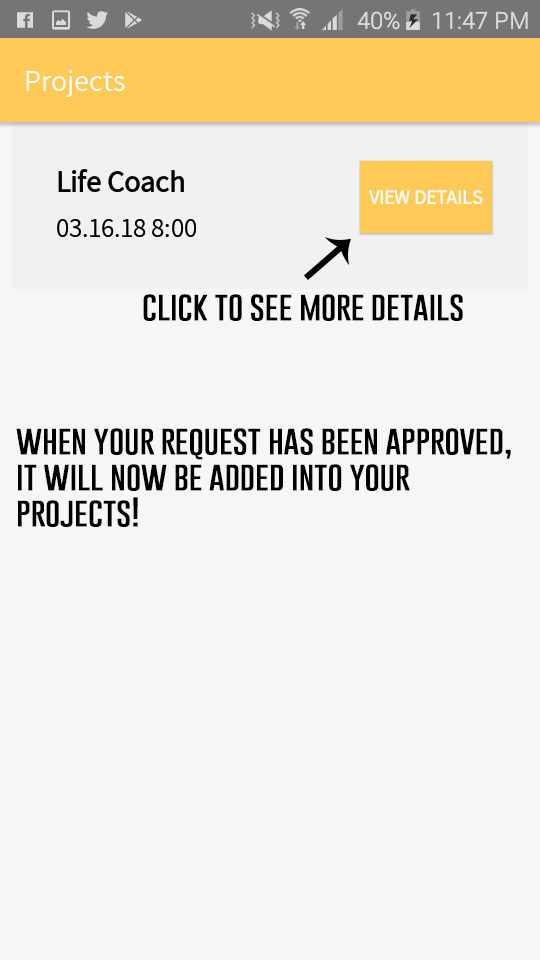 40% 11:47 PM
Projects
Life Coach
VIEW DETAILS
03.16.18 8:00
CLICK TO SEE MORE DETAILS
WHEN YOUR REQUEST HAS BEEN APPROVED,
IT WILL NOW BE ADDED INTO YOUR
PROJECTS!